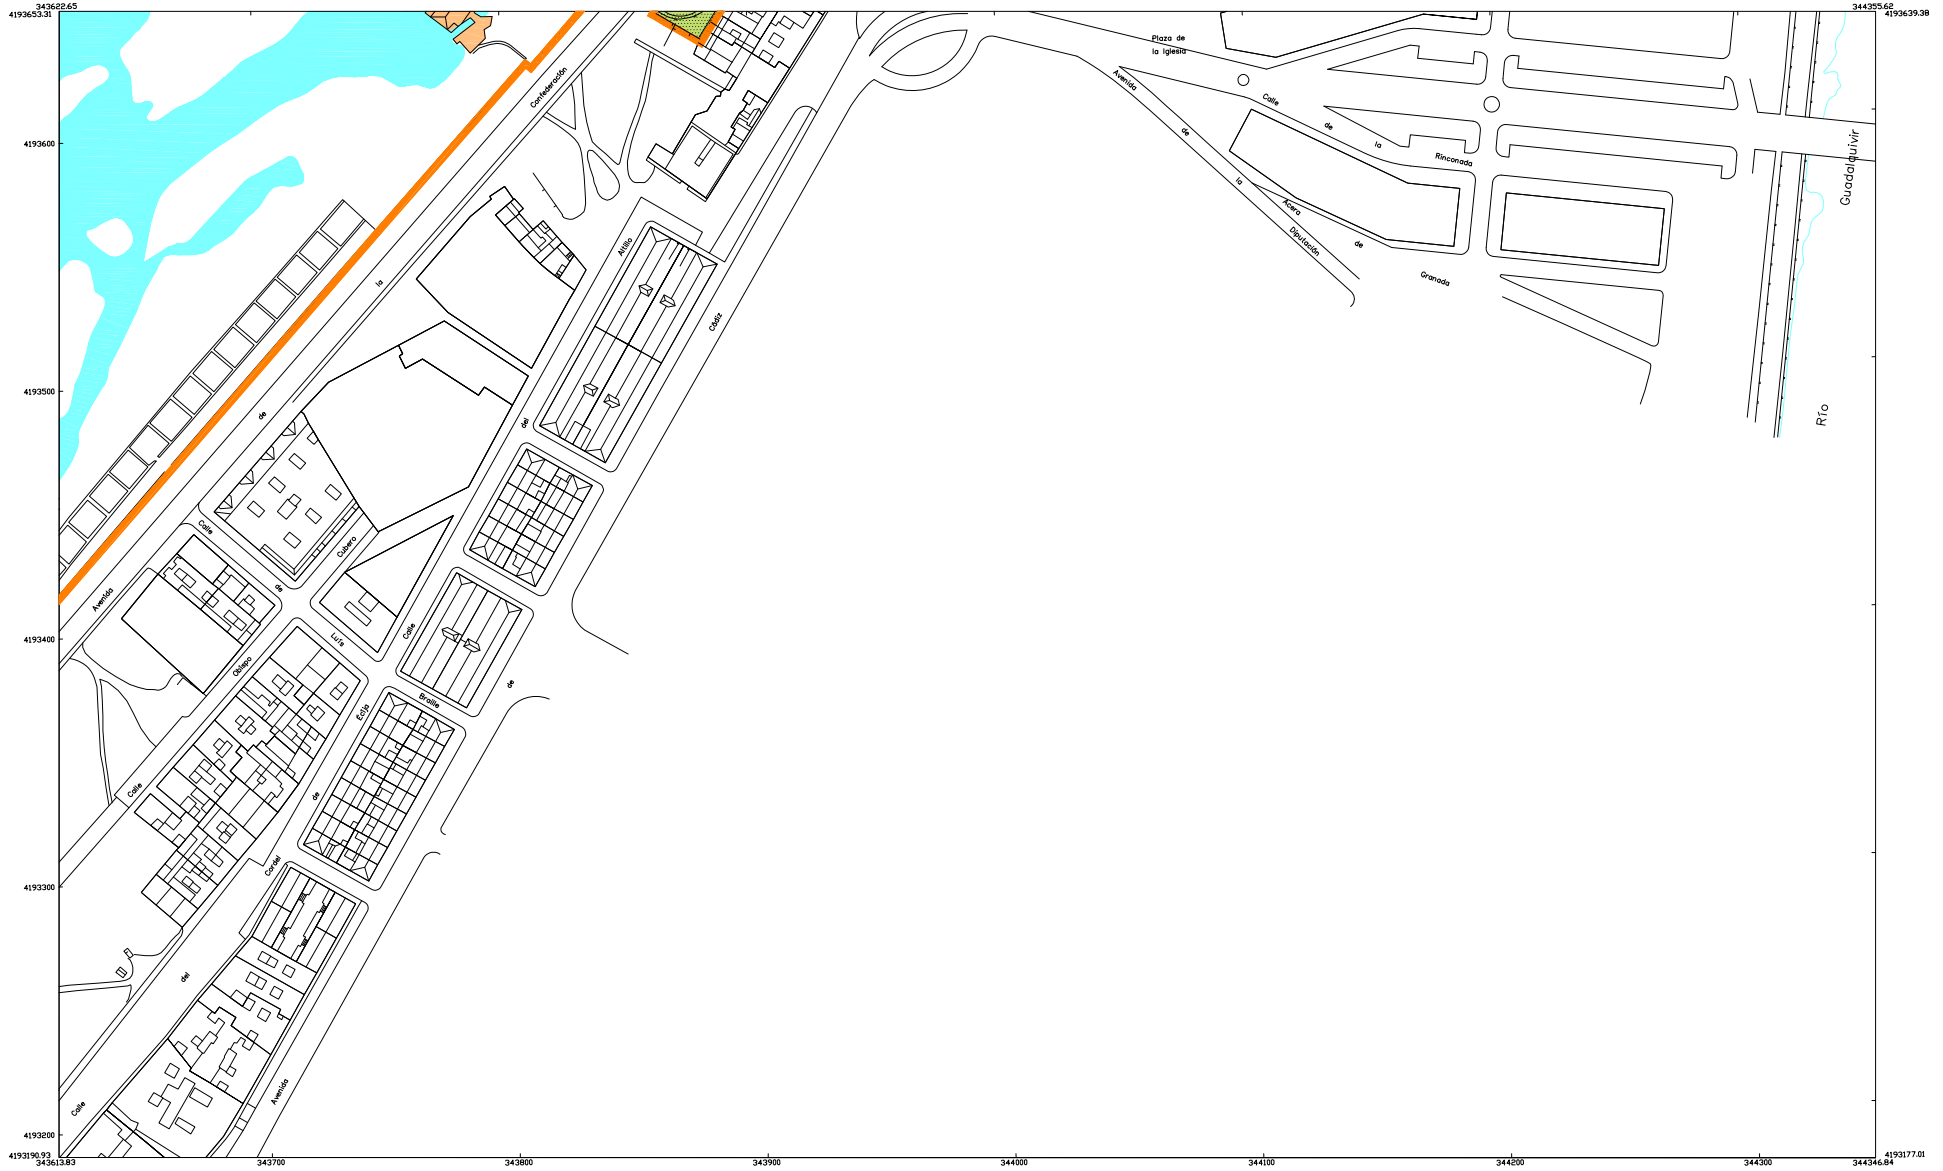 343622.65
4193653.31
344355.62
4193639.38
Plaza de
la Iglesia
Confederación
la
de
Avenida
Avenida
de
la
Diputación
Calle
de
la
Rinconada
Acera
de
Granada
Río
Guadalquivir
4193600
4193500
4193400
4193300
4193200
Altillo
del
Calle
Cádiz
de
Avenida
Calle
de
Luís
Braille
Cubero
Obispo
Calle
Écija
de
Cordel
del
Calle
4193190.93
343613.83
343700
343800
343900
344000
344100
344200
344300
4193177.01
344346.84